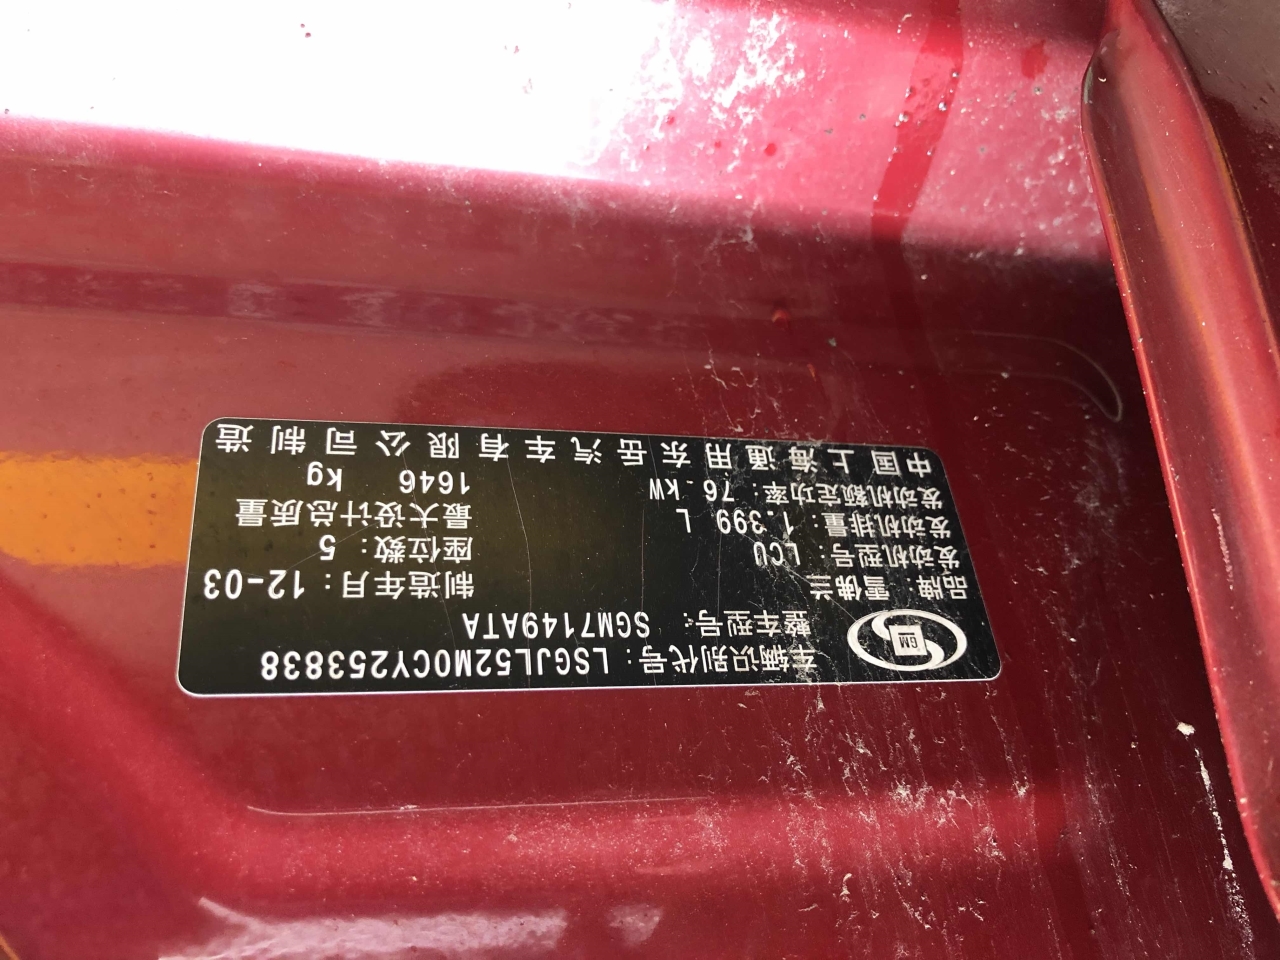 车辆识别代号：LSGJL52M0CY253838
整车型号：SGM7149ATA
GM
品牌：雪佛兰 制造年月：12-03
发动机型号：LCU 座位数：5
发动机排量：1.399 L 最大设计总质量
发动机额定功率：76 kW 1646 kg
中国上海通用东岳汽车有限公司制造